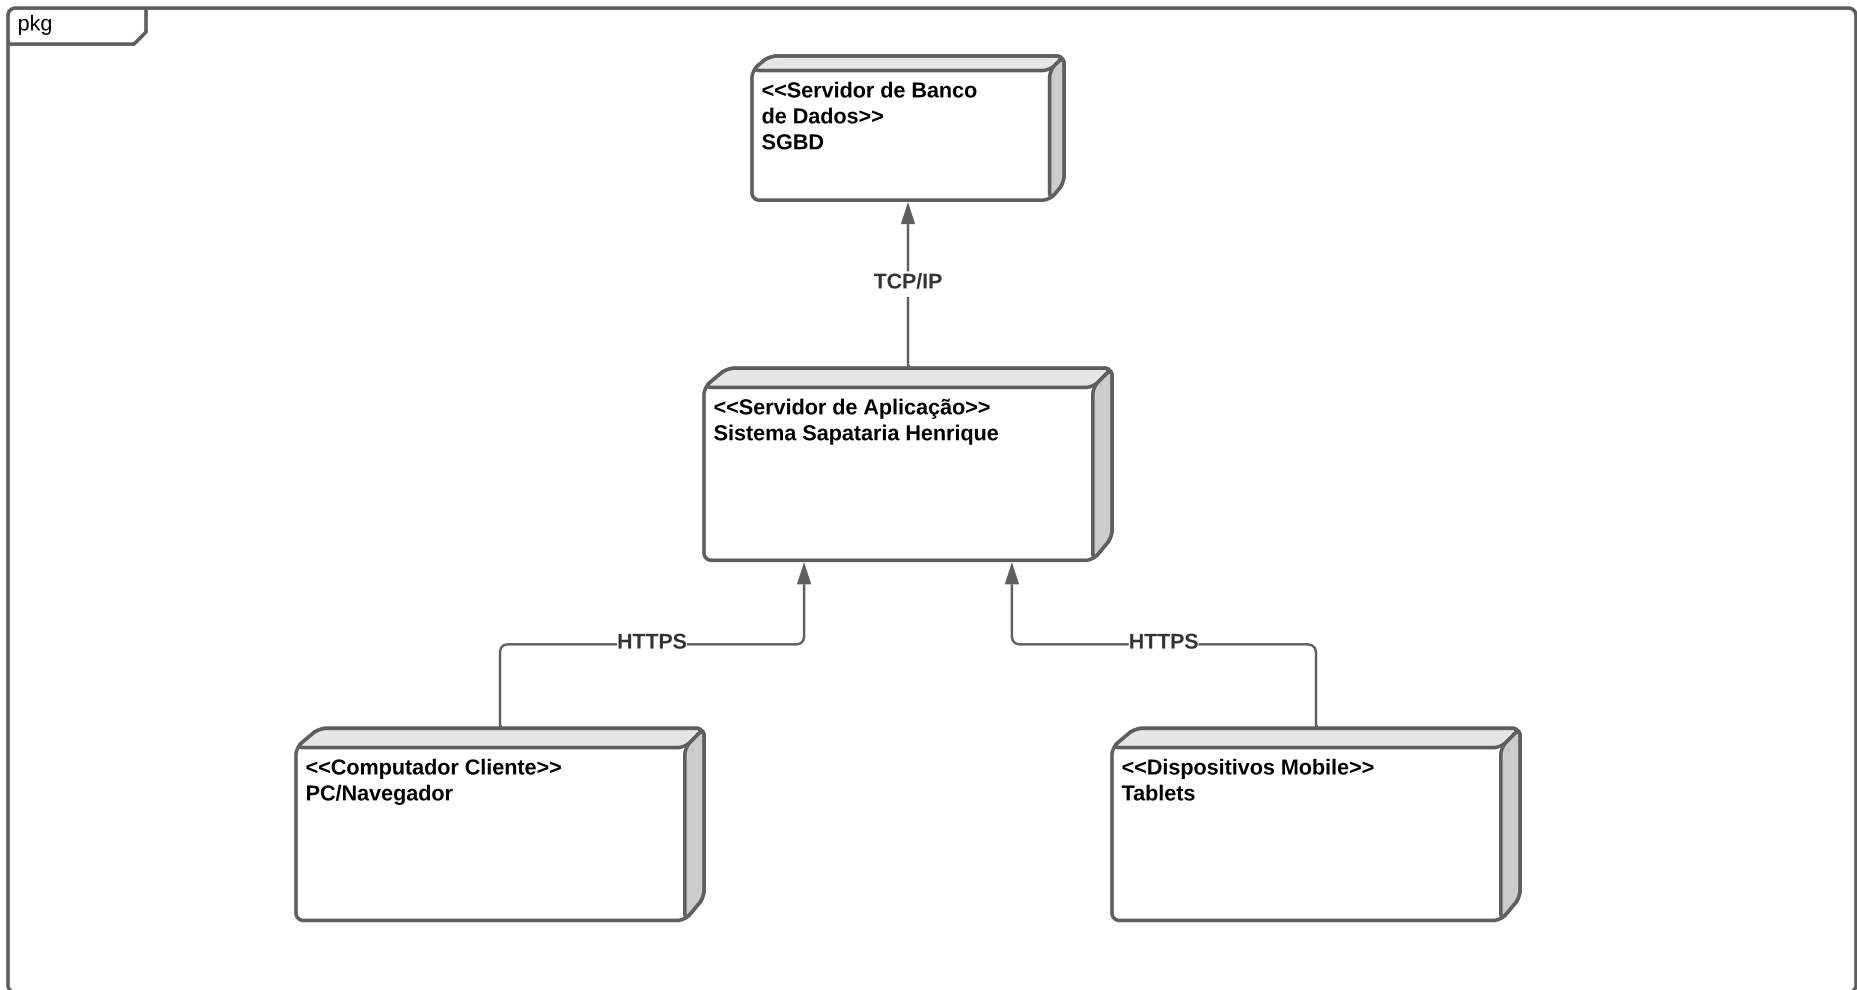 pkg
<<Servidor de Banco
de Dados>>
SGBD
TCP/IP
<<Servidor de Aplicação>>
Sistema Sapataria Henrique
HTTPS
HTTPS
<<Computador Cliente>>
PC/Navegador
<<Dispositivos Mobile>>
Tablets